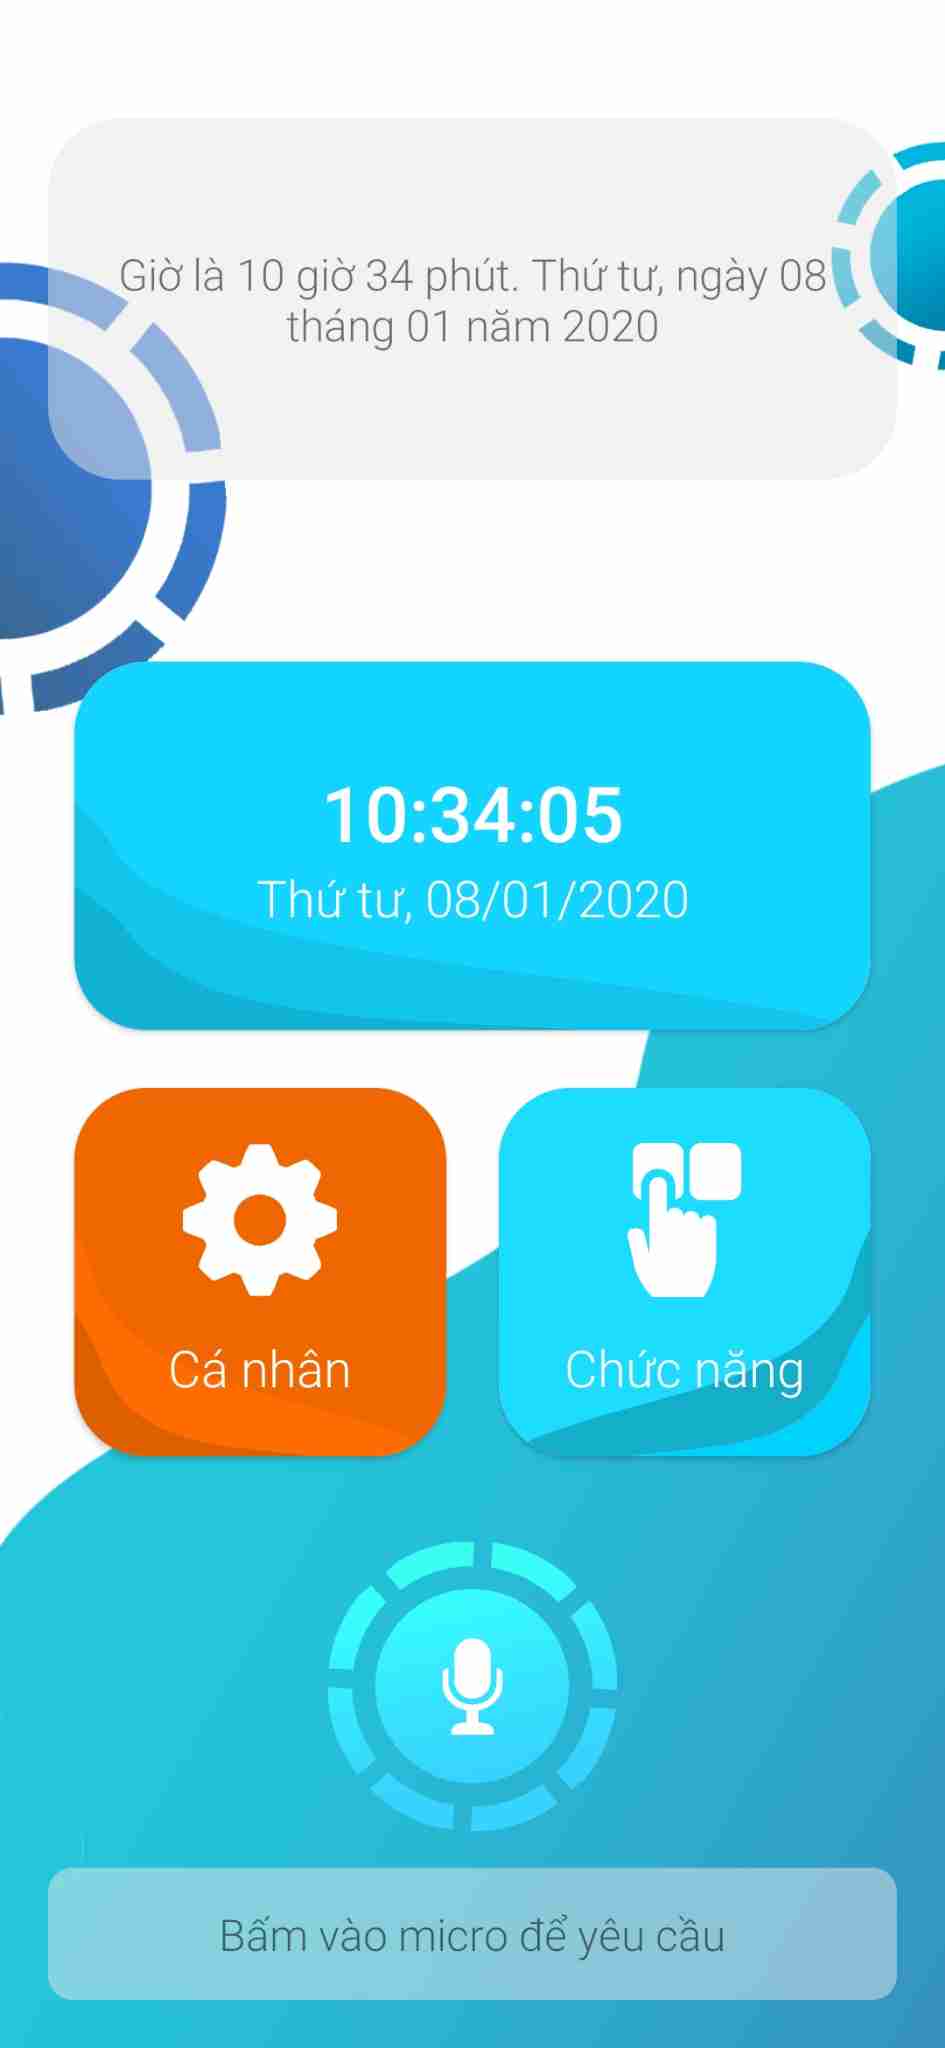 Giờ là 10 giờ 34 phút. Thứ tư, ngày 08
tháng 01 năm 2020
10:34:05
Thứ tư, 08/01/2020
Cá nhân
Chức năng
Bấm vào micro để yêu cầu